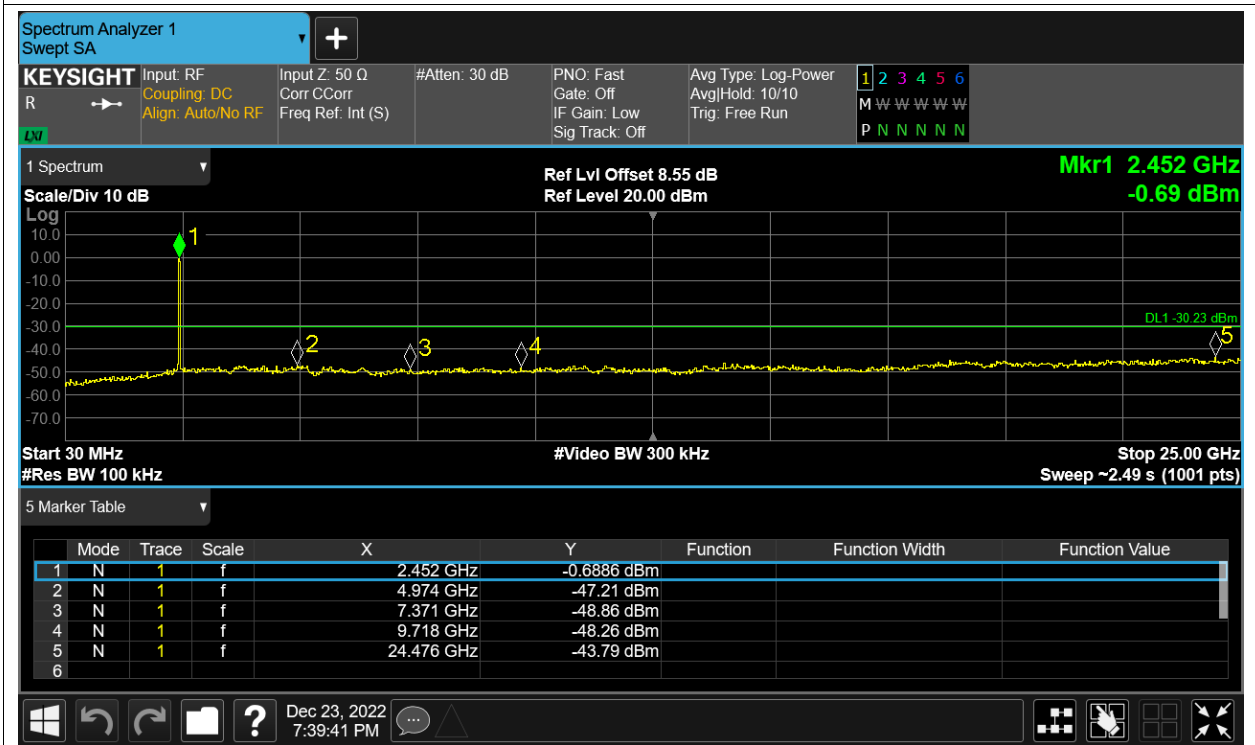 Spectrum Analyzer 1
Swept SA
KEYSIGHT
R
LXI
Input: RF
Coupling: DC
Align: Auto/No RF
Input Z: 50 Ω
Corr CCorr
Freq Ref: Int (S)
#Atten: 30 dB
PNO: Fast
Gate: Off
IF Gain: Low
Sig Track: Off
Avg Type: Log-Power
Avg|Hold: 10/10
Trig: Free Run
1 2 3 4 5 6
M W W W W W
P N N N N N
1 Spectrum
Scale/Div 10 dB
Ref Lvl Offset 8.55 dB
Ref Level 20.00 dBm
Mkr1 2.452 GHz
-0.69 dBm
Log
10.0
0.00
-10.0
-20.0
-30.0
-40.0
-50.0
-60.0
-70.0
1
2
3
4
5
DL1 -30.23 dBm
Start 30 MHz
#Video BW 300 kHz
Stop 25.00 GHz
#Res BW 100 kHz
Sweep ~2.49 s (1001 pts)
5 Marker Table
Mode Trace Scale X Y Function Function Width Function Value
1 N 1 f 2.452 GHz -0.6886 dBm
2 N 1 f 4.974 GHz -47.21 dBm
3 N 1 f 7.371 GHz -48.86 dBm
4 N 1 f 9.718 GHz -48.26 dBm
5 N 1 f 24.476 GHz -43.79 dBm
6
?
Dec 23, 2022
7:39:41 PM